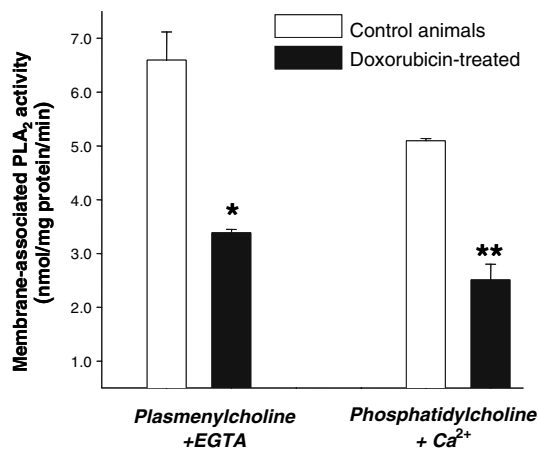 Control animals
Doxorubicin-treated
Membrane-associated PLA₂ activity
(nmol/mg protein/min)
7.0
6.0
5.0
4.0
3.0
2.0
1.0
*
**
Plasmenylcholine
+EGTA
Phosphatidylcholine
+ Ca²⁺